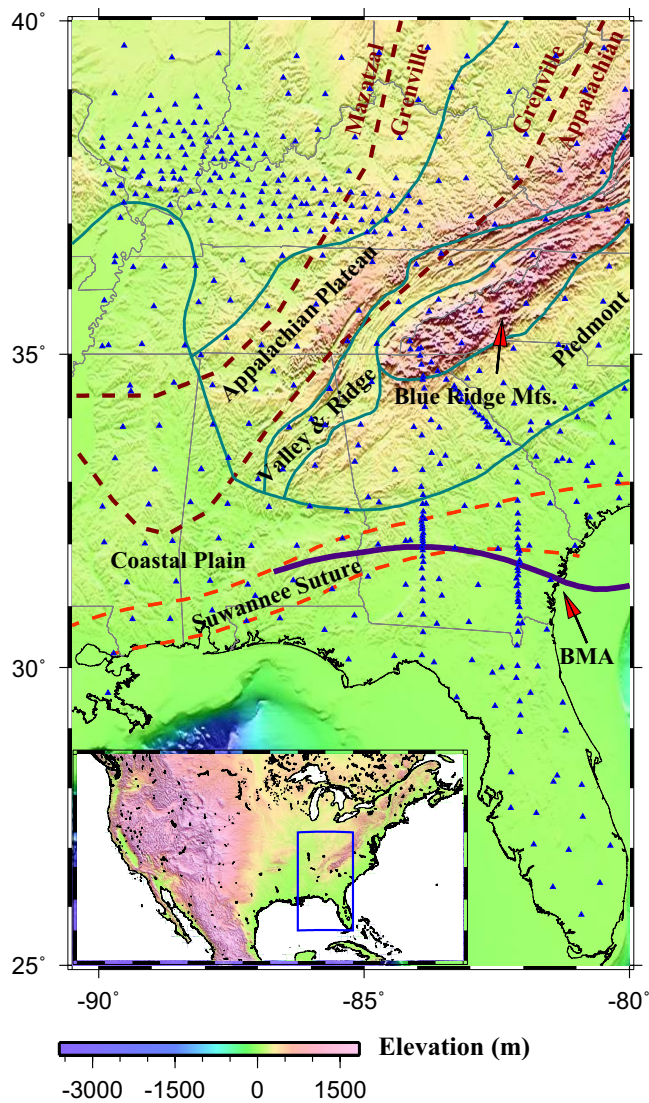 40˚
Mazatzal
Grenville
Grenville
Appalachian
Appalachian Plateau
Piedmont
35˚
Valley & Ridge
Blue Ridge Mts.
Coastal Plain
Suwannee Suture
BMA
30˚
25˚
-90˚ -85˚ -80˚
Elevation (m)
-3000 -1500 0 1500